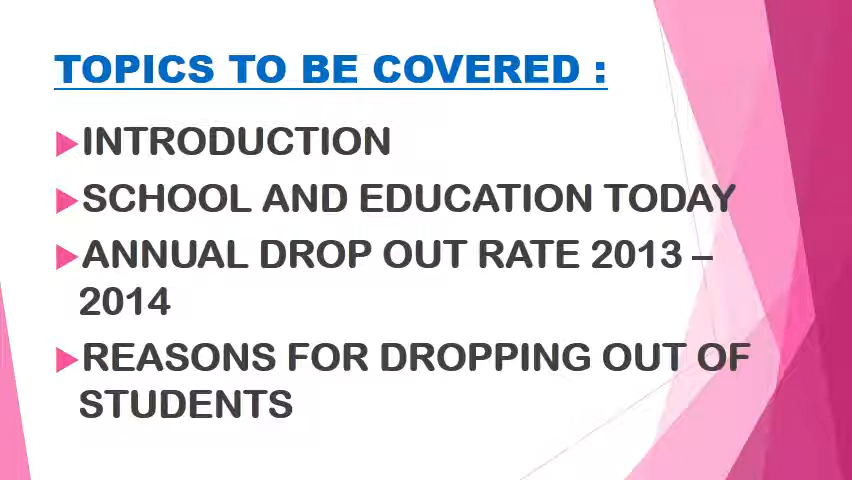 TOPICS TO BE COVERED :
INTRODUCTION
SCHOOL AND EDUCATION TODAY
ANNUAL DROP OUT RATE 2013 –
2014
REASONS FOR DROPPING OUT OF
STUDENTS